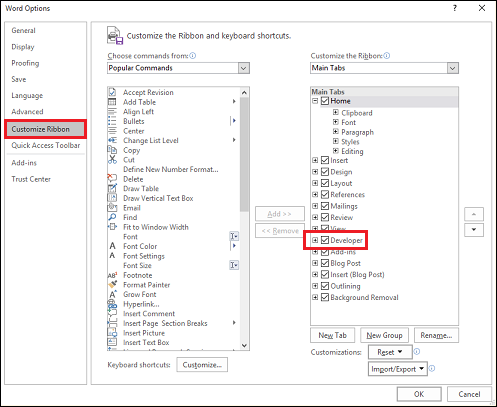 Word Options
?
General
Display
Proofing
Save
Language
Advanced
Customize Ribbon
Quick Access Toolbar
Add-ins
Trust Center
Customize the Ribbon and keyboard shortcuts.
Choose commands from:
Popular Commands
Accept Revision
Add Table
Align Left
Bullets
Center
Change List Level
Copy
Cut
Define New Number Format...
Delete
Draw Table
Draw Vertical Text Box
Email
Find
Fit to Window Width
Font
Font Color
Font Settings
Font Size
Footnote
Format Painter
Grow Font
Hyperlink...
Insert Comment
Insert Page Section Breaks
Insert Picture
Insert Text Box
Keyboard shortcuts: Customize...
Add >>
<< Remove
Customize the Ribbon:
Main Tabs
Main Tabs
Home
Clipboard
Font
Paragraph
Styles
Editing
Insert
Design
Layout
References
Mailings
Review
View
Developer
Add-ins
Blog Post
Insert (Blog Post)
Outlining
Background Removal
New Tab New Group Rename...
Customizations: Reset
Import/Export
OK Cancel